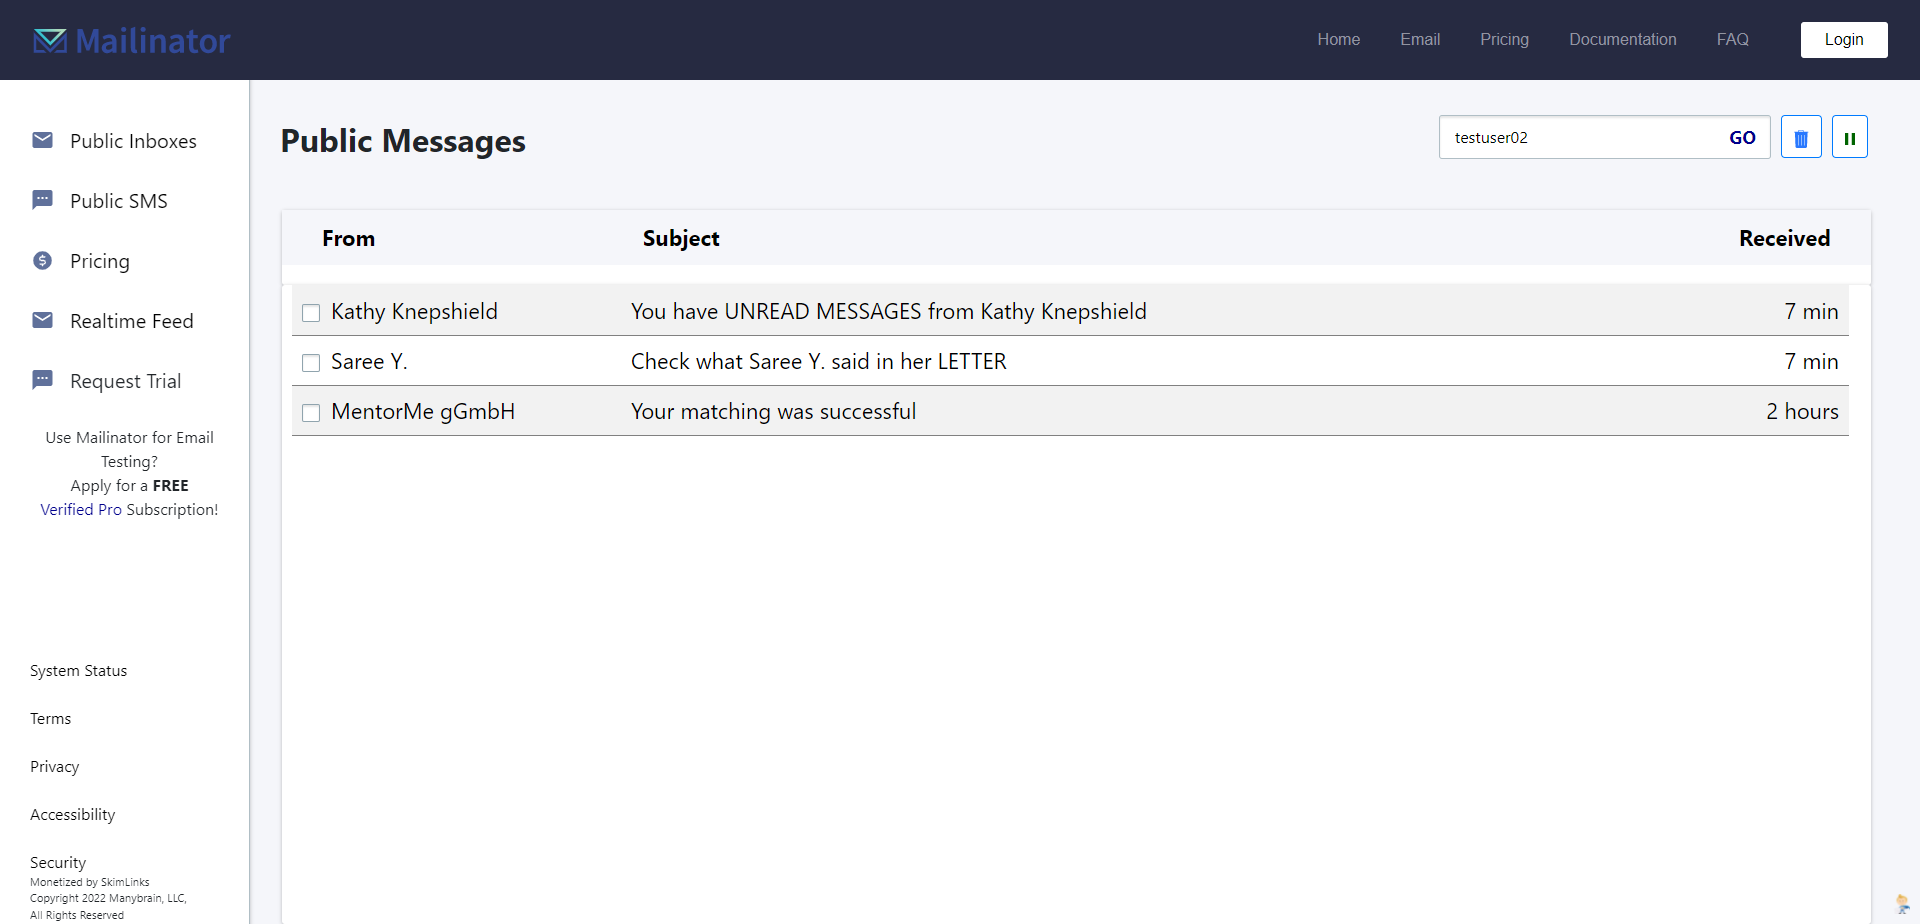 Mailinator
Home Email Pricing Documentation FAQ Login
Public Inboxes
Public SMS
Pricing
Realtime Feed
Request Trial
Use Mailinator for Email
Testing?
Apply for a FREE
Verified Pro Subscription!
System Status
Terms
Privacy
Accessibility
Security
Monetized by SkimLinks
Copyright 2022 Manybrain, LLC,
All Rights Reserved
Public Messages
testuser02 GO
From Subject Received
Kathy Knepshield You have UNREAD MESSAGES from Kathy Knepshield 7 min
Saree Y. Check what Saree Y. said in her LETTER 7 min
MentorMe gGmbH Your matching was successful 2 hours